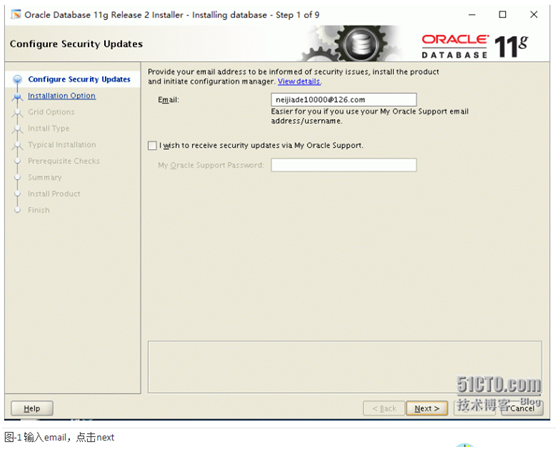 Oracle Database 11g Release 2 Installer - Installing database - Step 1 of 9
Configure Security Updates
ORACLE
DATABASE 11g
Configure Security Updates
Installation Option
Grid Options
Install Type
Typical Installation
Prerequisite Checks
Summary
Install Product
Finish
Provide your email address to be informed of security issues, install the product
and initiate configuration manager. View details.
Email:
neijiade10000@126.com
Easier for you if you use your My Oracle Support email
address/username.
I wish to receive security updates via My Oracle Support.
My Oracle Support Password:
51CTO.com
技术博客 Blog
Help
< Back
Next >
Cancel
图-1 输入email，点击next